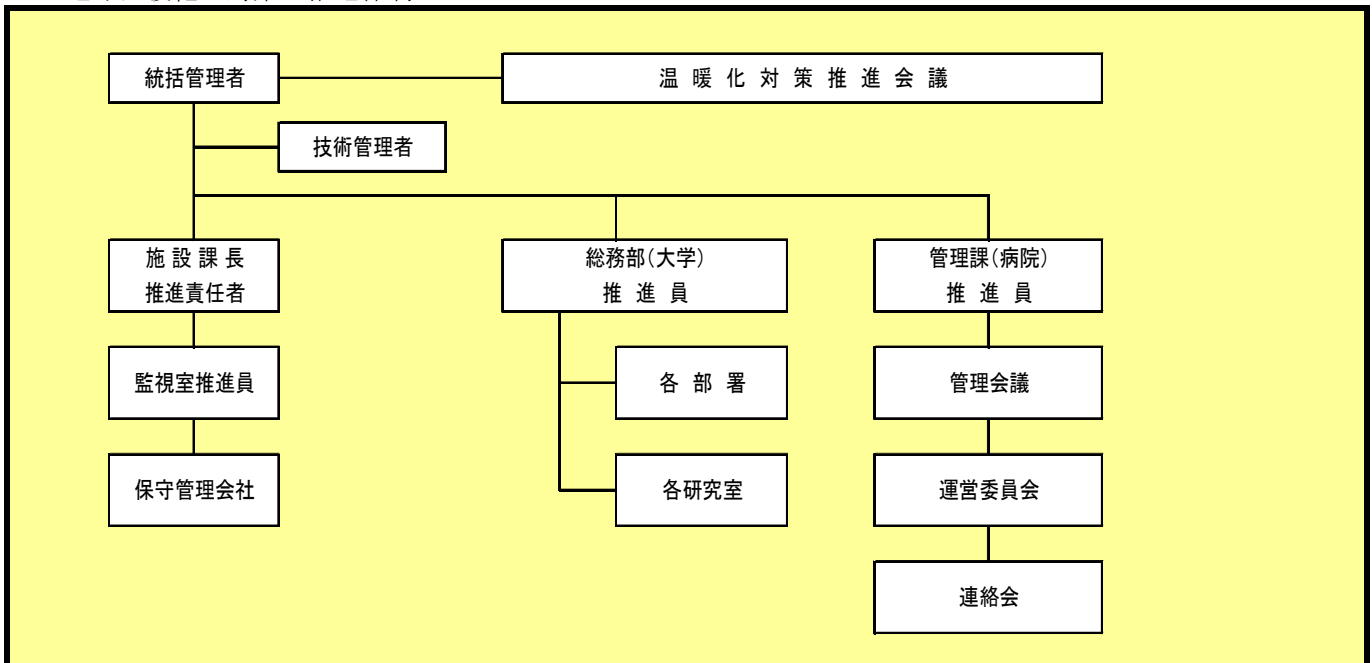 統括管理者
温暖化対策推進会議
技術管理者
施設課長
推進責任者
総務部(大学)
推進員
管理課(病院)
推進員
監視室推進員
各部署
管理会議
保守管理会社
各研究室
運営委員会
連絡会